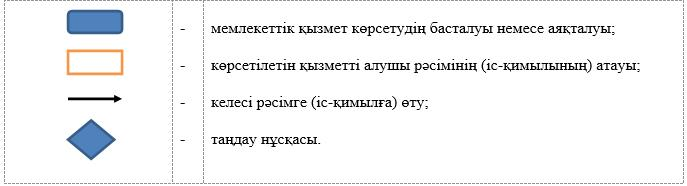 - мемлекеттік қызмет көрсетудің басталуы немесе аяқталуы;
- көрсетілетін қызметті алушы рәсімінің (іс-қимылының) атауы;
- келесі рәсімге (іс-қимылға) өту;
- таңдау нұсқасы.